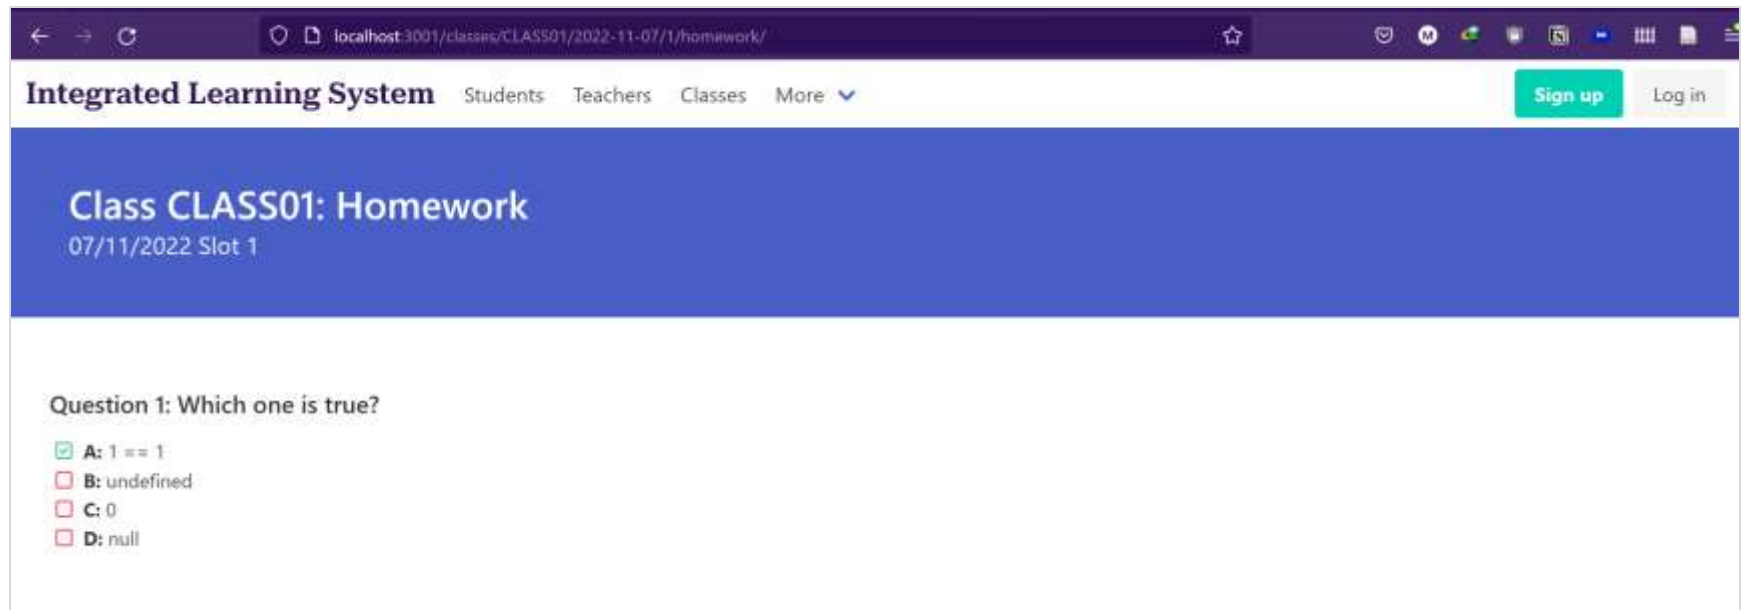 localhost:3001/classes/CLASS01/2022-11-07/1/homework/
Integrated Learning System Students Teachers Classes More Sign up Log in
Class CLASS01: Homework
07/11/2022 Slot 1
Question 1: Which one is true?
A: 1 == 1
B: undefined
C: 0
D: null